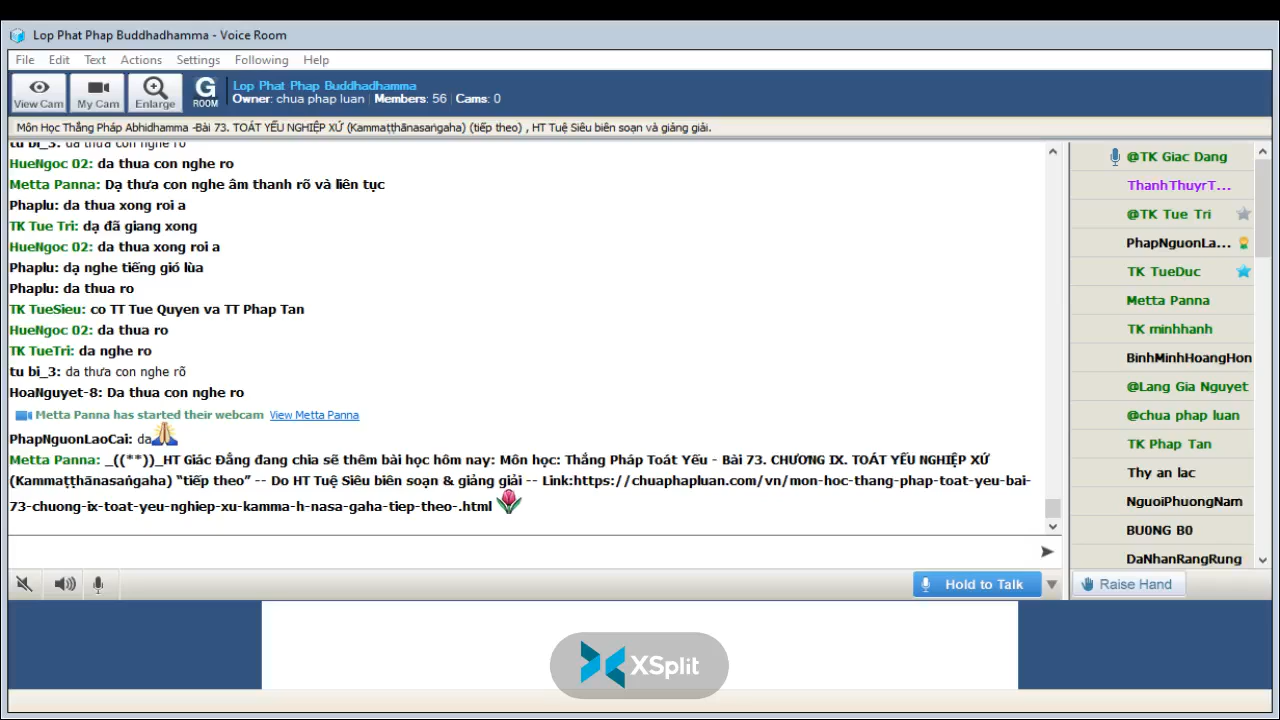 Lop Phat Phap Buddhadhamma - Voice Room
File Edit Text Actions Settings Following Help
View Cam My Cam Enlarge G ROOM
Lop Phat Phap Buddhadhamma
Owner: chua phap luan | Members: 56 | Cams: 0
Môn Học Thắng Pháp Abhidhamma -Bài 73. TOÁT YẾU NGHIỆP XỨ (Kammaṭṭhānasaṅgaha) (tiếp theo) , HT Tuệ Siêu biên soạn và giảng giải.
tu bi_3: da thưa con nghe rõ
HueNgoc 02: da thua con nghe ro
Metta Panna: Dạ thưa con nghe âm thanh rõ và liên tục
Phaplu: da thua xong roi a
TK Tue Tri: dạ đã giang xong
HueNgoc 02: da thua xong roi a
Phaplu: dạ nghe tiếng gió lùa
Phaplu: da thua ro
TK TueSieu: co TT Tue Quyen va TT Phap Tan
HueNgoc 02: da thua ro
TK TueTri: da nghe ro
tu bi_3: da thưa con nghe rõ
HoaNguyet-8: Da thua con nghe ro
Metta Panna has started their webcam View Metta Panna
PhapNguonLaoCai: da
Metta Panna: _((**))_HT Giác Đẳng đang chia sẽ thêm bài học hôm nay: Môn học: Thắng Pháp Toát Yếu - Bài 73. CHƯƠNG IX. TOÁT YẾU NGHIỆP XỨ
(Kammaṭṭhānasaṅgaha) “tiếp theo” -- Do HT Tuệ Siêu biên soạn & giảng giải -- Link:https://chuaphapluan.com/vn/mon-hoc-thang-phap-toat-yeu-bai-
73-chuong-ix-toat-yeu-nghiep-xu-kamma-h-nasa-gaha-tiep-theo-.html
@TK Giac Dang
ThanhThuyrT...
@TK Tue Tri
PhapNguonLa...
TK TueDuc
Metta Panna
TK minhhanh
BinhMinhHoangHon
@Lang Gia Nguyet
@chua phap luan
TK Phap Tan
Thy an lac
NguoiPhuongNam
BU0NG B0
DaNhanRangRung
Hold to Talk
Raise Hand
XSplit